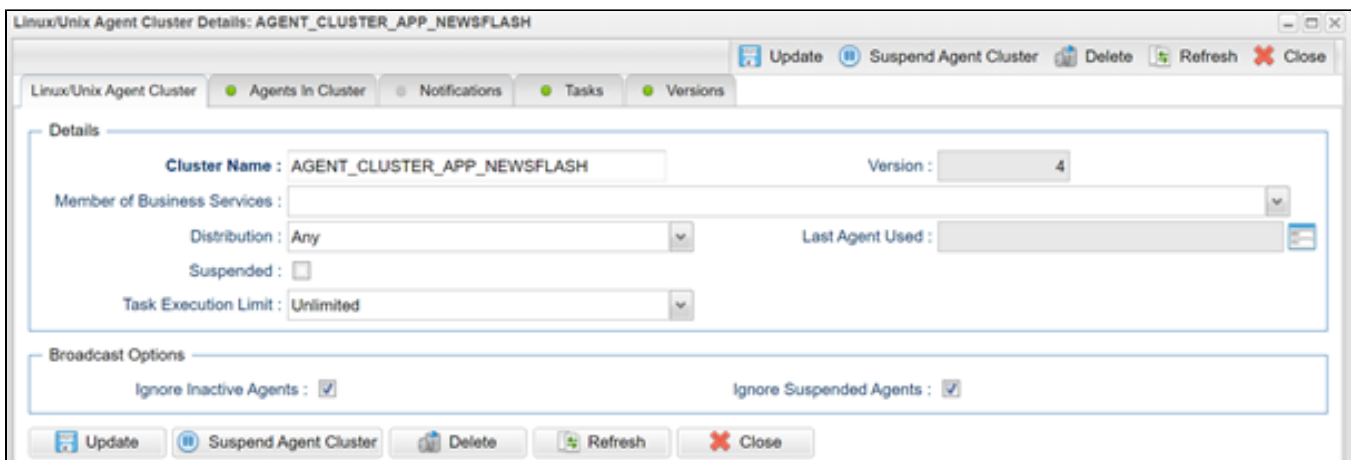 Linux/Unix Agent Cluster Details: AGENT_CLUSTER_APP_NEWSFLASH
Update Suspend Agent Cluster Delete Refresh Close
Linux/Unix Agent Cluster Agents In Cluster Notifications Tasks Versions
Details
Cluster Name : AGENT_CLUSTER_APP_NEWSFLASH Version : 4
Member of Business Services :
Distribution : Any Last Agent Used :
Suspended :
Task Execution Limit : Unlimited
Broadcast Options
Ignore Inactive Agents : Ignore Suspended Agents :
Update Suspend Agent Cluster Delete Refresh Close